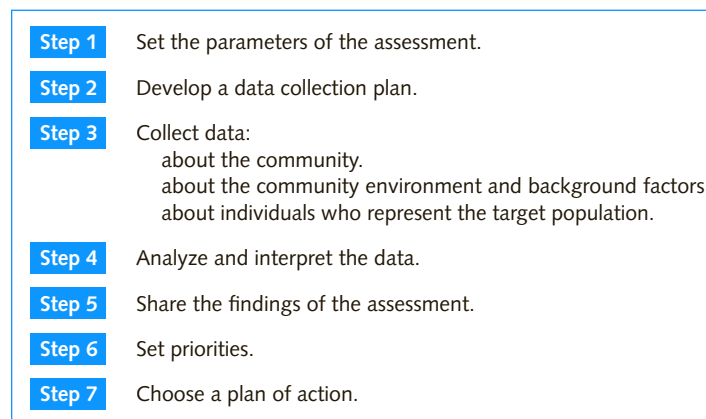 Step 1 Set the parameters of the assessment.
Step 2 Develop a data collection plan.
Step 3 Collect data:
about the community.
about the community environment and background factors
about individuals who represent the target population.
Step 4 Analyze and interpret the data.
Step 5 Share the findings of the assessment.
Step 6 Set priorities.
Step 7 Choose a plan of action.